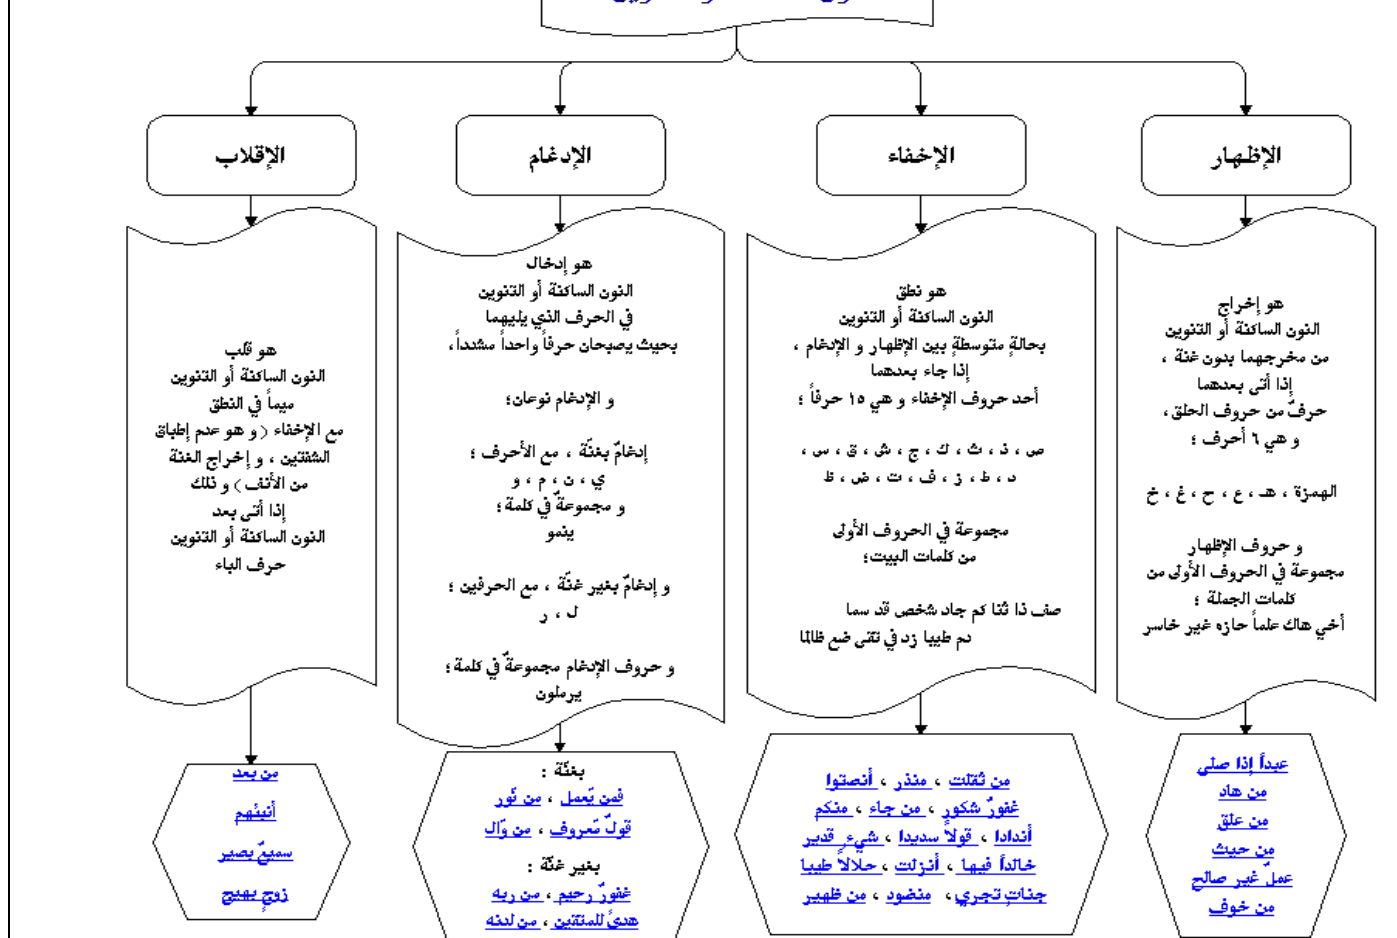 الإظهار
الإخفاء
الإدغام
الإقلاب
هو إخراج
النون الساكنة أو التنوين
من مخرجهما بدون غنة ،
إذا أتى بعدهما
حرفٌ من حروف الحلق،
و هي ٦ أحرف ؛
الهمزة ، هـ ، ع ، ح ، غ ، خ
و حروف الإظهار
مجموعة في الحروف الأولى من
كلمات الجملة ؛
أخي هاك علماً حازه غير خاسر
هو نطق
النون الساكنة أو التنوين
بحالةٍ متوسطةٍ بين الإظهار و الإدغام ،
إذا جاء بعدهما
أحد حروف الإخفاء و هي ١٥ حرفاً ؛
ص ، ذ ، ث ، ك ، ج ، ش ، ق ، س ،
د ، ط ، ز ، ف ، ت ، ض ، ظ
مجموعة في الحروف الأولى
من كلمات البيت؛
صف ذا ثنا كم جاد شخص قد سما
دم طيبا زد في تقى ضع ظالما
هو إدخال
النون الساكنة أو التنوين
في الحرف الذي يليهما
بحيث يصبحان حرفاً واحداً مشدداً،
و الإدغام نوعان؛
إدغامٌ بغنّة ، مع الأحرف ؛
ي ، ن ، م ، و
و مجموعةٌ في كلمة ؛
ينمو
و إدغامٌ بغير غنّة ، مع الحرفين ؛
ل ، ر
و حروف الإدغام مجموعةٌ في كلمة ؛
يرملون
هو قلب
النون الساكنة أو التنوين
ميماً في النطق
مع الإخفاء ( و هو عدم إطباق
الشفتين ، و إخراج الغنة
من الأنف ) و ذلك
إذا أتى بعد
النون الساكنة أو التنوين
حرف الباء
عبداً إذا صلى
من هاد
من علق
من حيث
عملٌ غير صالح
من خوف
من ثقلت ، منذر ، أنصتوا
غفورٌ شكور ، من جاء ، منكم
أندادا ، قولاً سديدا ، شيءٍ قدير
خالداً فيها ، أنزلت ، حلالاً طيبا
جناتٍ تجري ، منضود ، من ظهير
بغنّة :
فمن يّعمل ، من نّور
قولٌ مّعروف ، من وّال
بغير غنّة :
غفورٌ رحيم ، من ربه
هدىً للمتقين ، من لدنه
من بعد
أنبئهم
سميعٌ بصير
زوجٍ بهيج